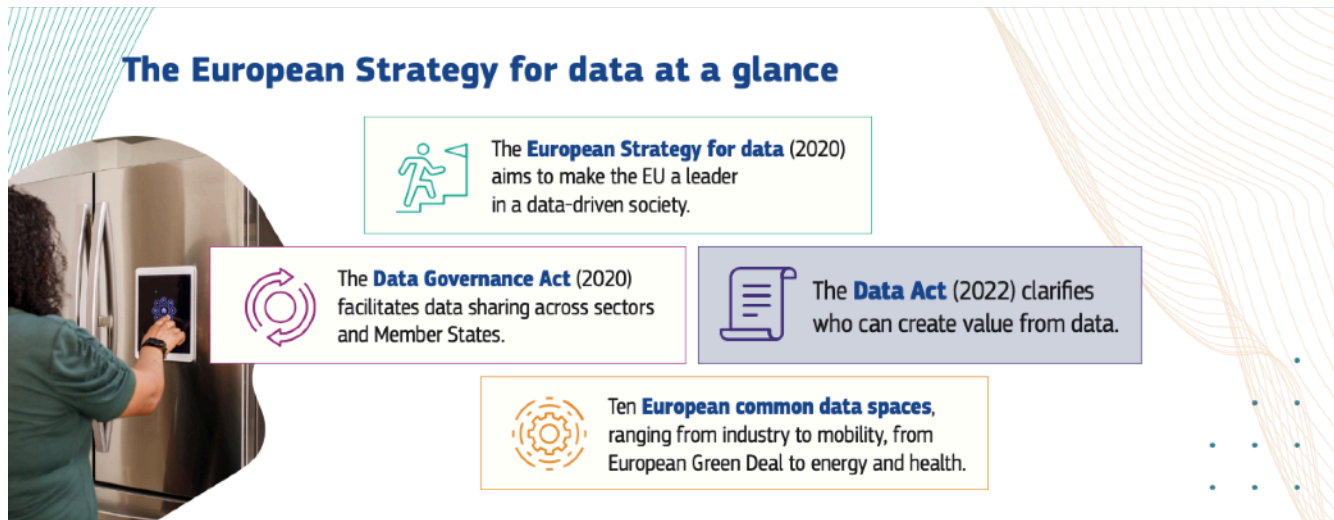 The European Strategy for data at a glance
The European Strategy for data (2020)
aims to make the EU a leader
in a data-driven society.
The Data Governance Act (2020)
facilitates data sharing across sectors
and Member States.
The Data Act (2022) clarifies
who can create value from data.
Ten European common data spaces,
ranging from industry to mobility, from
European Green Deal to energy and health.